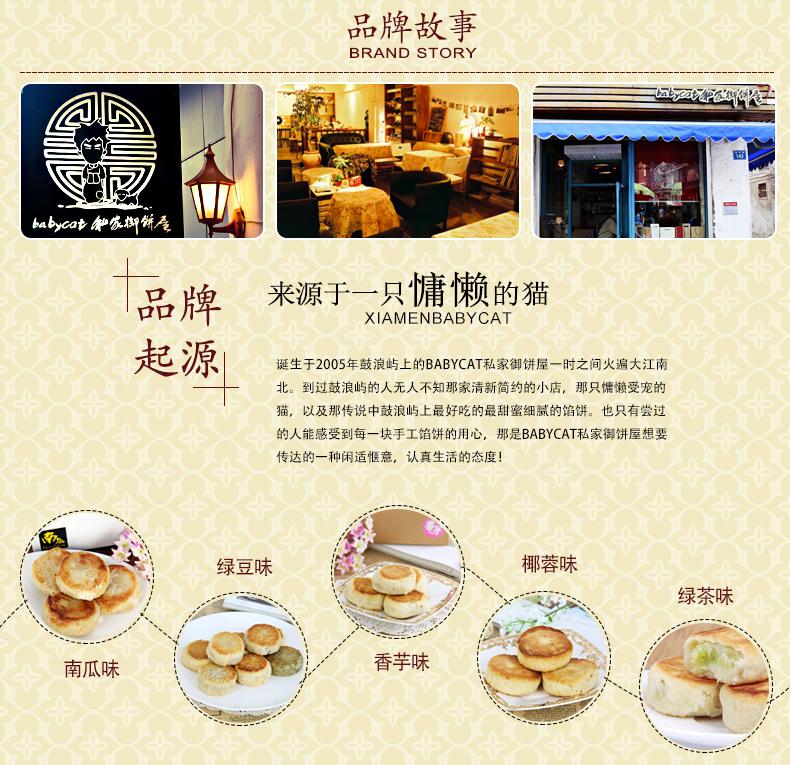 品牌故事
BRAND STORY
babycat 私家御饼屋
babycat 私家御饼屋
143
品牌
起源
来源于一只慵懒的猫
XIAMENBABYCAT
诞生于2005年鼓浪屿上的BABYCAT私家御饼屋一时之间火遍大江南
北。到过鼓浪屿的人无人不知那家清新简约的小店，那只慵懒受宠的
猫，以及那传说中鼓浪屿上最好吃的最甜蜜细腻的馅饼。也只有尝过
的人能感受到每一块手工馅饼的用心，那是BABYCAT私家御饼屋想要
传达的一种闲适惬意，认真生活的态度！
绿豆味
椰蓉味
绿茶味
南瓜味
香芋味